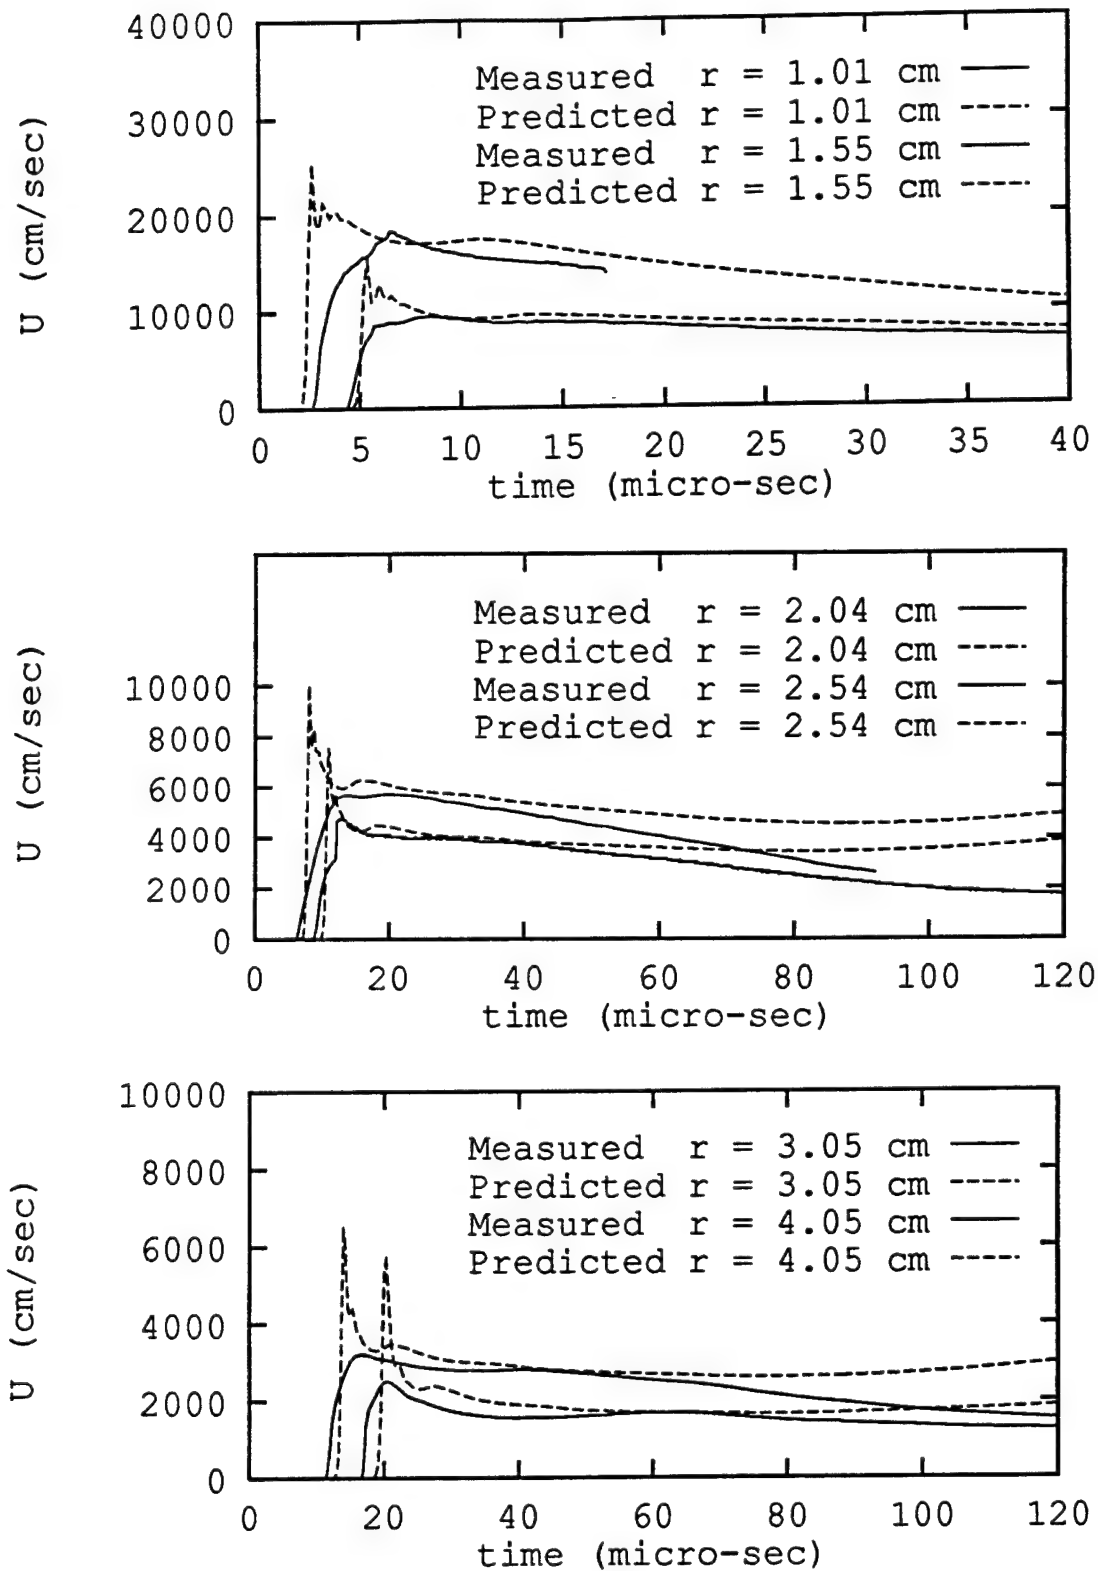 40000
30000
20000
10000
0
U (cm/sec)
Measured r = 1.01 cm
Predicted r = 1.01 cm
Measured r = 1.55 cm
Predicted r = 1.55 cm
0 5 10 15 20 25 30 35 40
time (micro-sec)
10000
8000
6000
4000
2000
0
U (cm/sec)
Measured r = 2.04 cm
Predicted r = 2.04 cm
Measured r = 2.54 cm
Predicted r = 2.54 cm
0 20 40 60 80 100 120
time (micro-sec)
10000
8000
6000
4000
2000
0
U (cm/sec)
Measured r = 3.05 cm
Predicted r = 3.05 cm
Measured r = 4.05 cm
Predicted r = 4.05 cm
0 20 40 60 80 100 120
time (micro-sec)